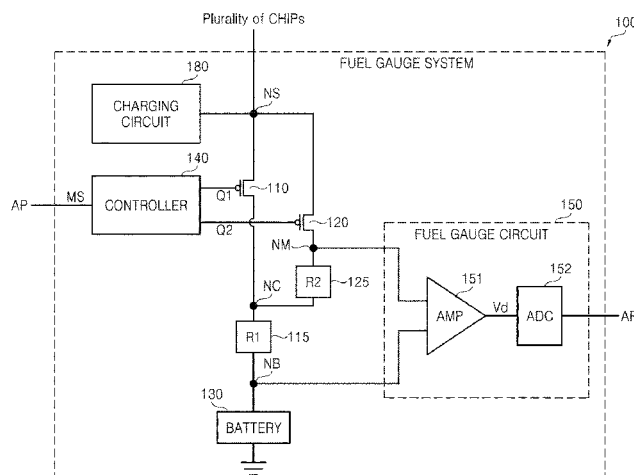 Plurality of CHIPs
100
FUEL GAUGE SYSTEM
180
NS
CHARGING
CIRCUIT
140
AP
MS
CONTROLLER
Q1
110
Q2
120
150
FUEL GAUGE CIRCUIT
NM
151
152
R2
125
NC
AMP
Vd
ADC
R1
115
NB
130
BATTERY